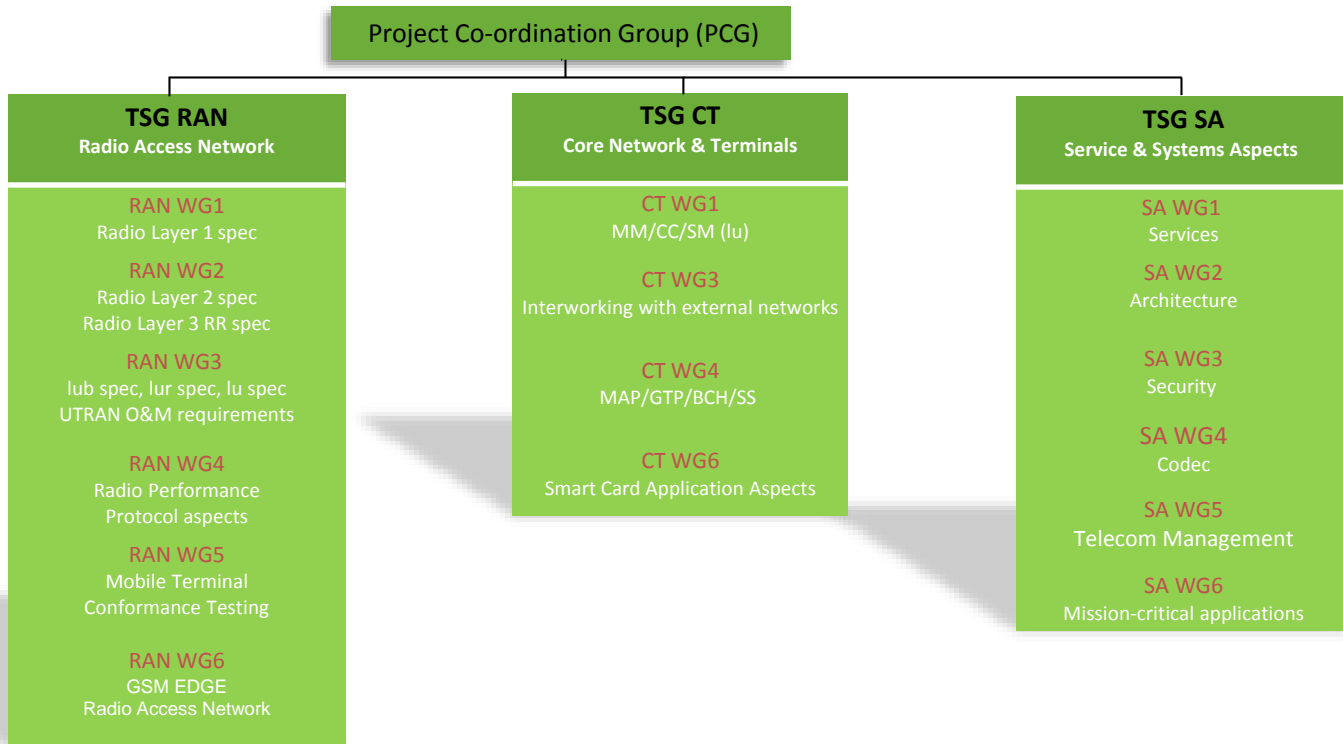 Project Co-ordination Group (PCG)
TSG RAN
Radio Access Network
RAN WG1
Radio Layer 1 spec
RAN WG2
Radio Layer 2 spec
Radio Layer 3 RR spec
RAN WG3
lub spec, lur spec, lu spec
UTRAN O&M requirements
RAN WG4
Radio Performance
Protocol aspects
RAN WG5
Mobile Terminal
Conformance Testing
RAN WG6
GSM EDGE
Radio Access Network
TSG CT
Core Network & Terminals
CT WG1
MM/CC/SM (lu)
CT WG3
Interworking with external networks
CT WG4
MAP/GTP/BCH/SS
CT WG6
Smart Card Application Aspects
TSG SA
Service & Systems Aspects
SA WG1
Services
SA WG2
Architecture
SA WG3
Security
SA WG4
Codec
SA WG5
Telecom Management
SA WG6
Mission-critical applications